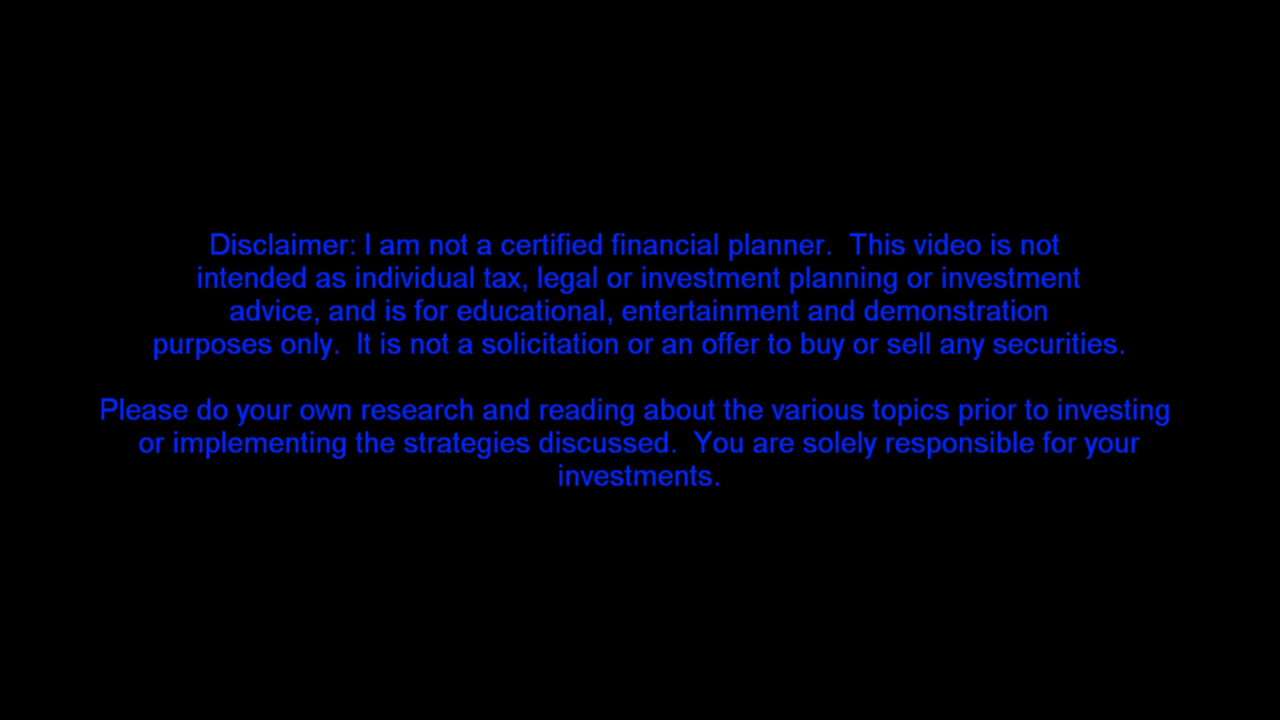 Disclaimer: I am not a certified financial planner.  This video is not
intended as individual tax, legal or investment planning or investment
advice, and is for educational, entertainment and demonstration
purposes only.  It is not a solicitation or an offer to buy or sell any securities.
Please do your own research and reading about the various topics prior to investing
or implementing the strategies discussed.  You are solely responsible for your
investments.